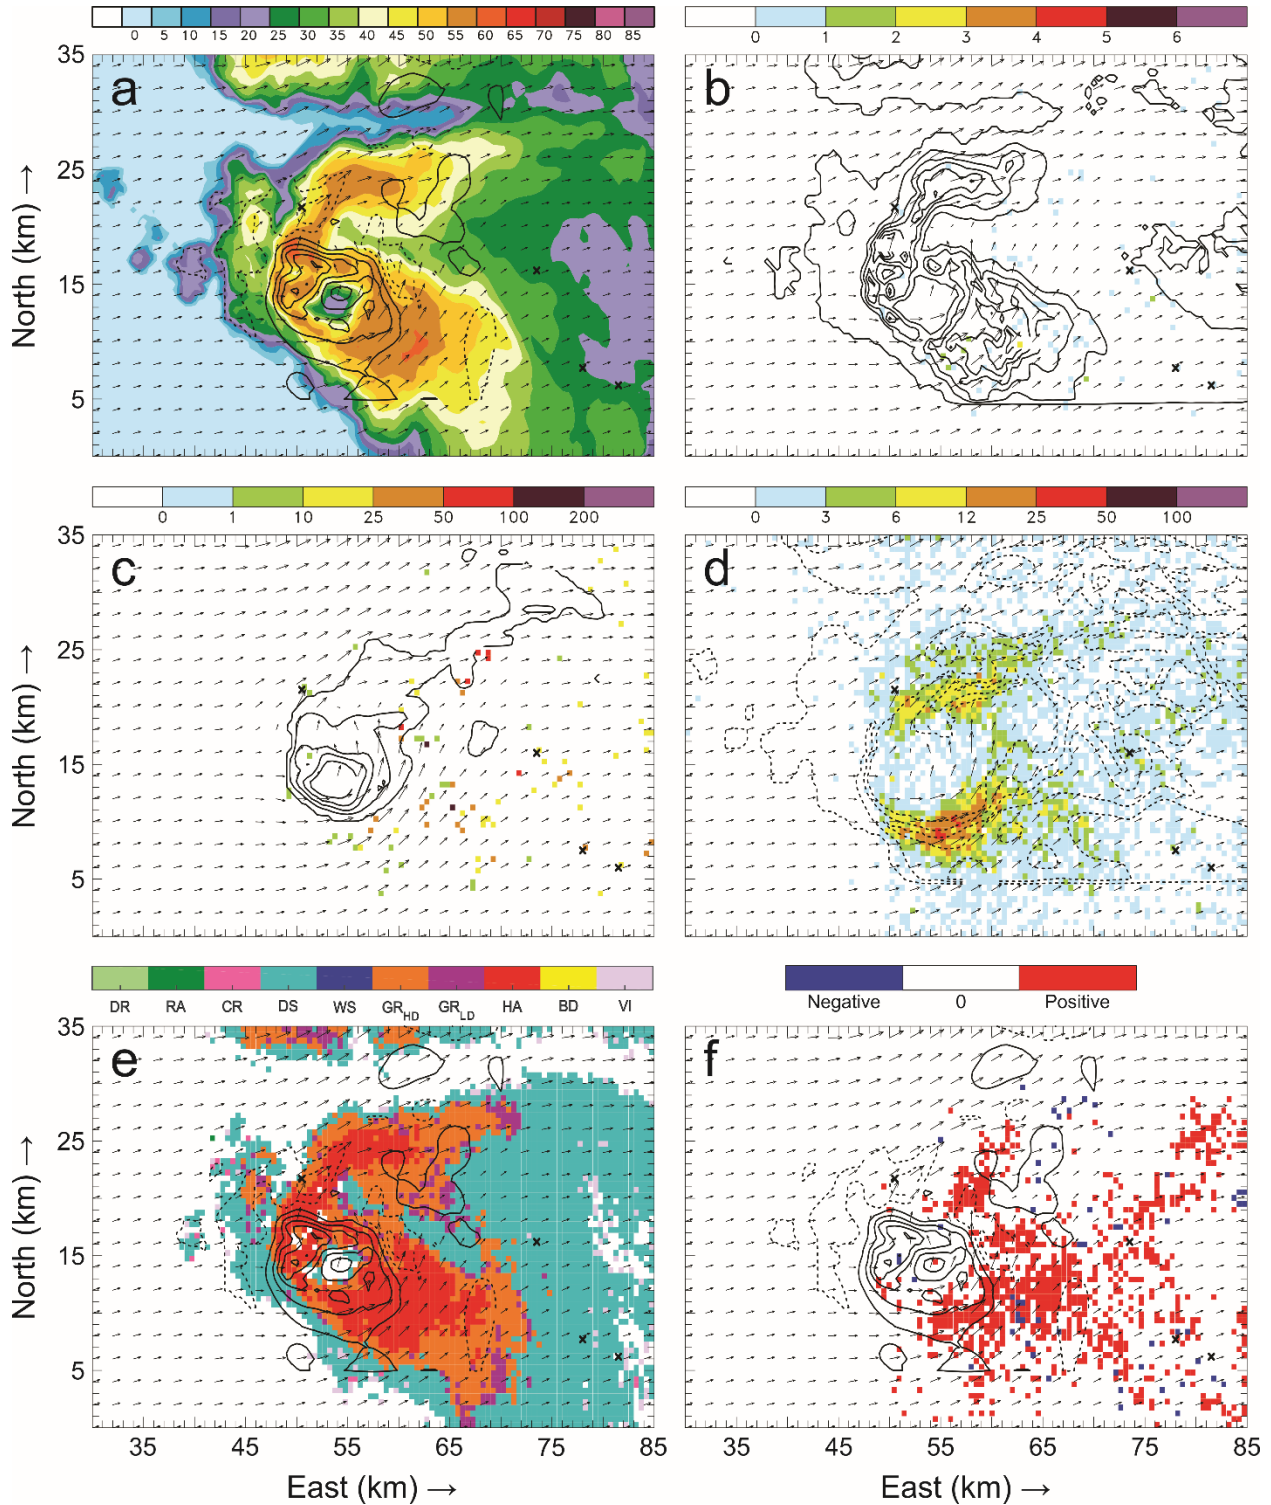 0 5 10 15 20 25 30 35 40 45 50 55 60 65 70 75 80 85
0 1 2 3 4 5 6
a
b
35
25
15
5
North (km) →
0 1 10 25 50 100 200
0 3 6 12 25 50 100
c
d
35
25
15
5
North (km) →
DR RA CR DS WS GR HD GR LD HA BD VI
Negative 0 Positive
e
f
35
25
15
5
North (km) →
35 45 55 65 75 85
35 45 55 65 75 85
East (km) →
East (km) →